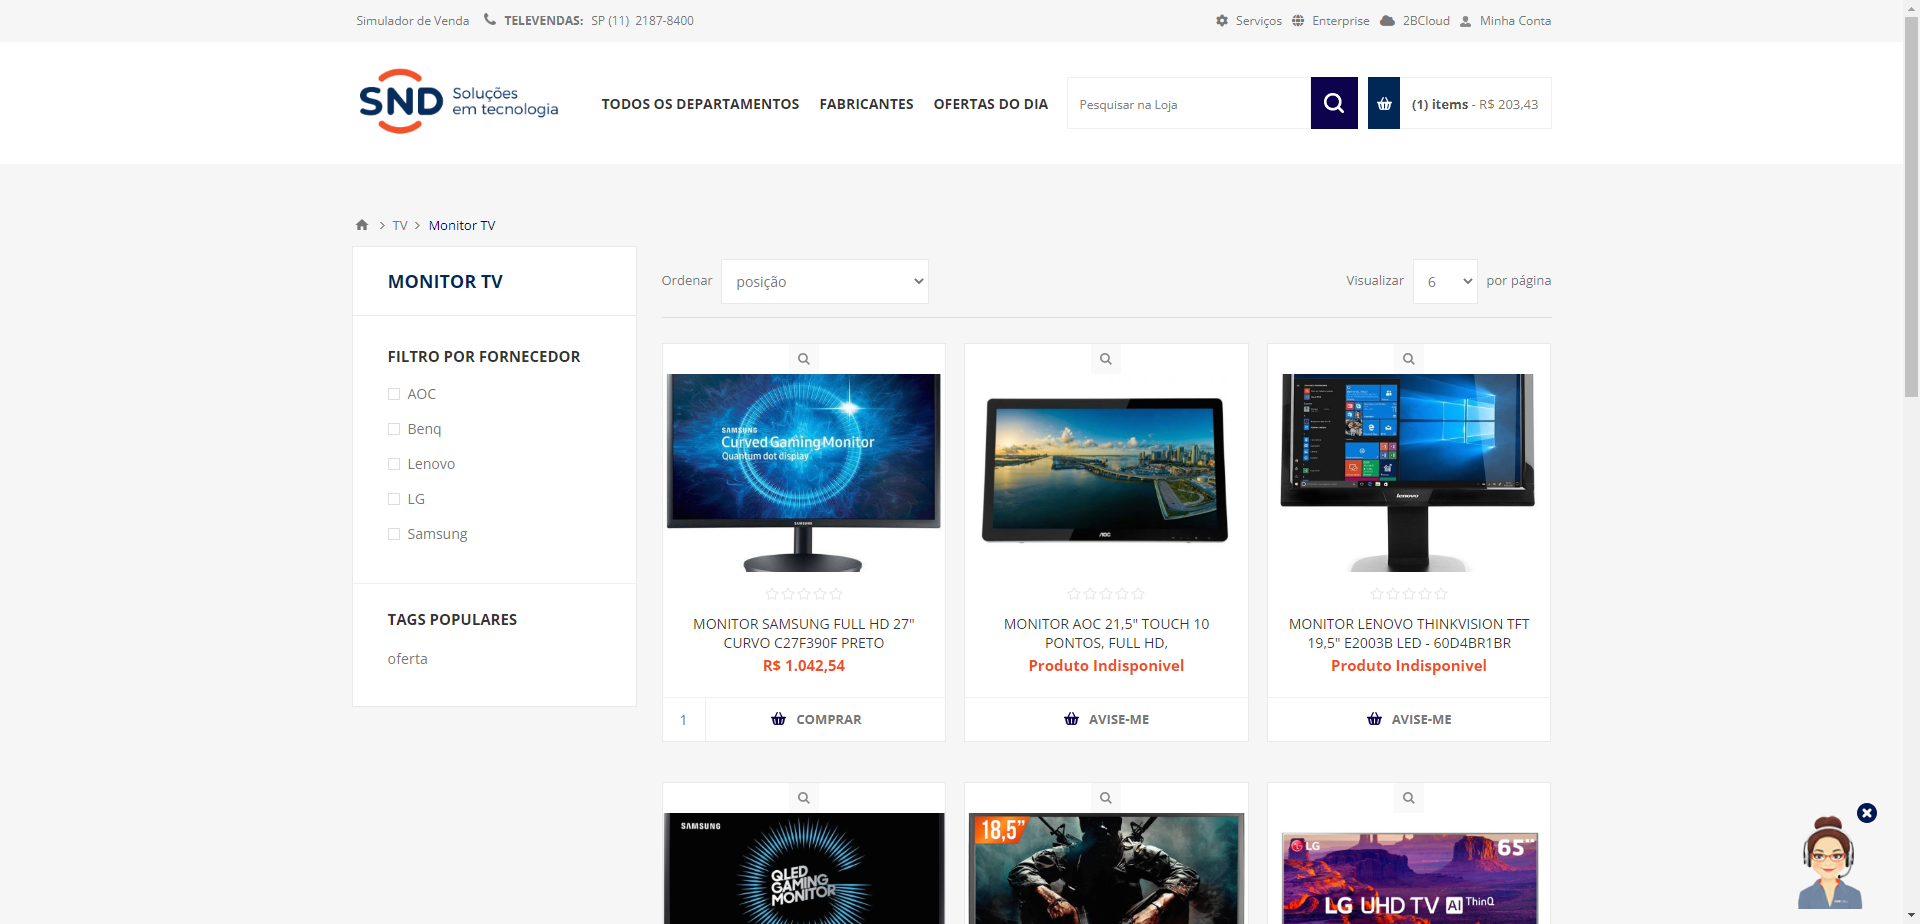 Simulador de Venda TELEVENDAS: SP (11) 2187-8400 Serviços Enterprise 2BCloud Minha Conta
SND Soluções em tecnologia
TODOS OS DEPARTAMENTOS FABRICANTES OFERTAS DO DIA Pesquisar na Loja (1) items - R$ 203,43
TV Monitor TV
MONITOR TV
FILTRO POR FORNECEDOR
AOC
Benq
Lenovo
LG
Samsung
TAGS POPULARES
oferta
Ordenar posição Visualizar 6 por página
SAMSUNG
Curved Gaming Monitor
Quantum dot display
SAMSUNG
MONITOR SAMSUNG FULL HD 27"
CURVO C27F390F PRETO
R$ 1.042,54
1 COMPRAR
AOC
MONITOR AOC 21,5" TOUCH 10
PONTOS, FULL HD,
Produto Indisponivel
AVISE-ME
lenovo
MONITOR LENOVO THINKVISION TFT
19,5" E2003B LED - 60D4BR1BR
Produto Indisponivel
AVISE-ME
SAMSUNG
QLED
GAMING
MONITOR
18,5"
LG 65"
LG UHD TV AI ThinQ